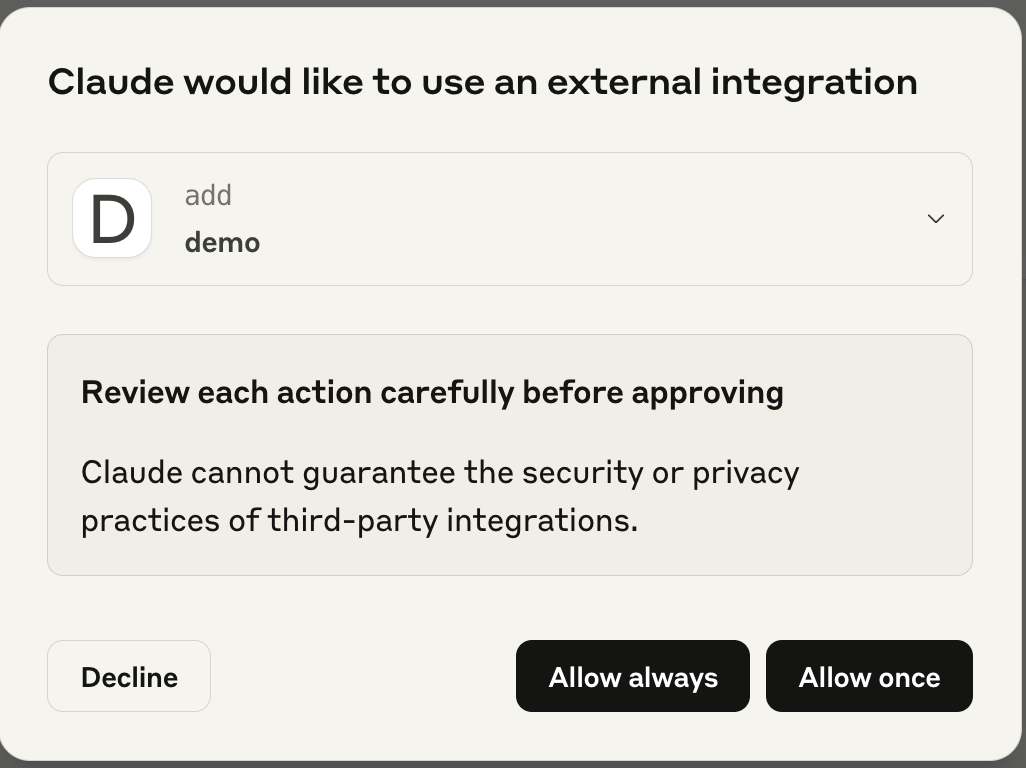 Claude would like to use an external integration
D
add
demo
Review each action carefully before approving
Claude cannot guarantee the security or privacy
practices of third-party integrations.
Decline
Allow always
Allow once